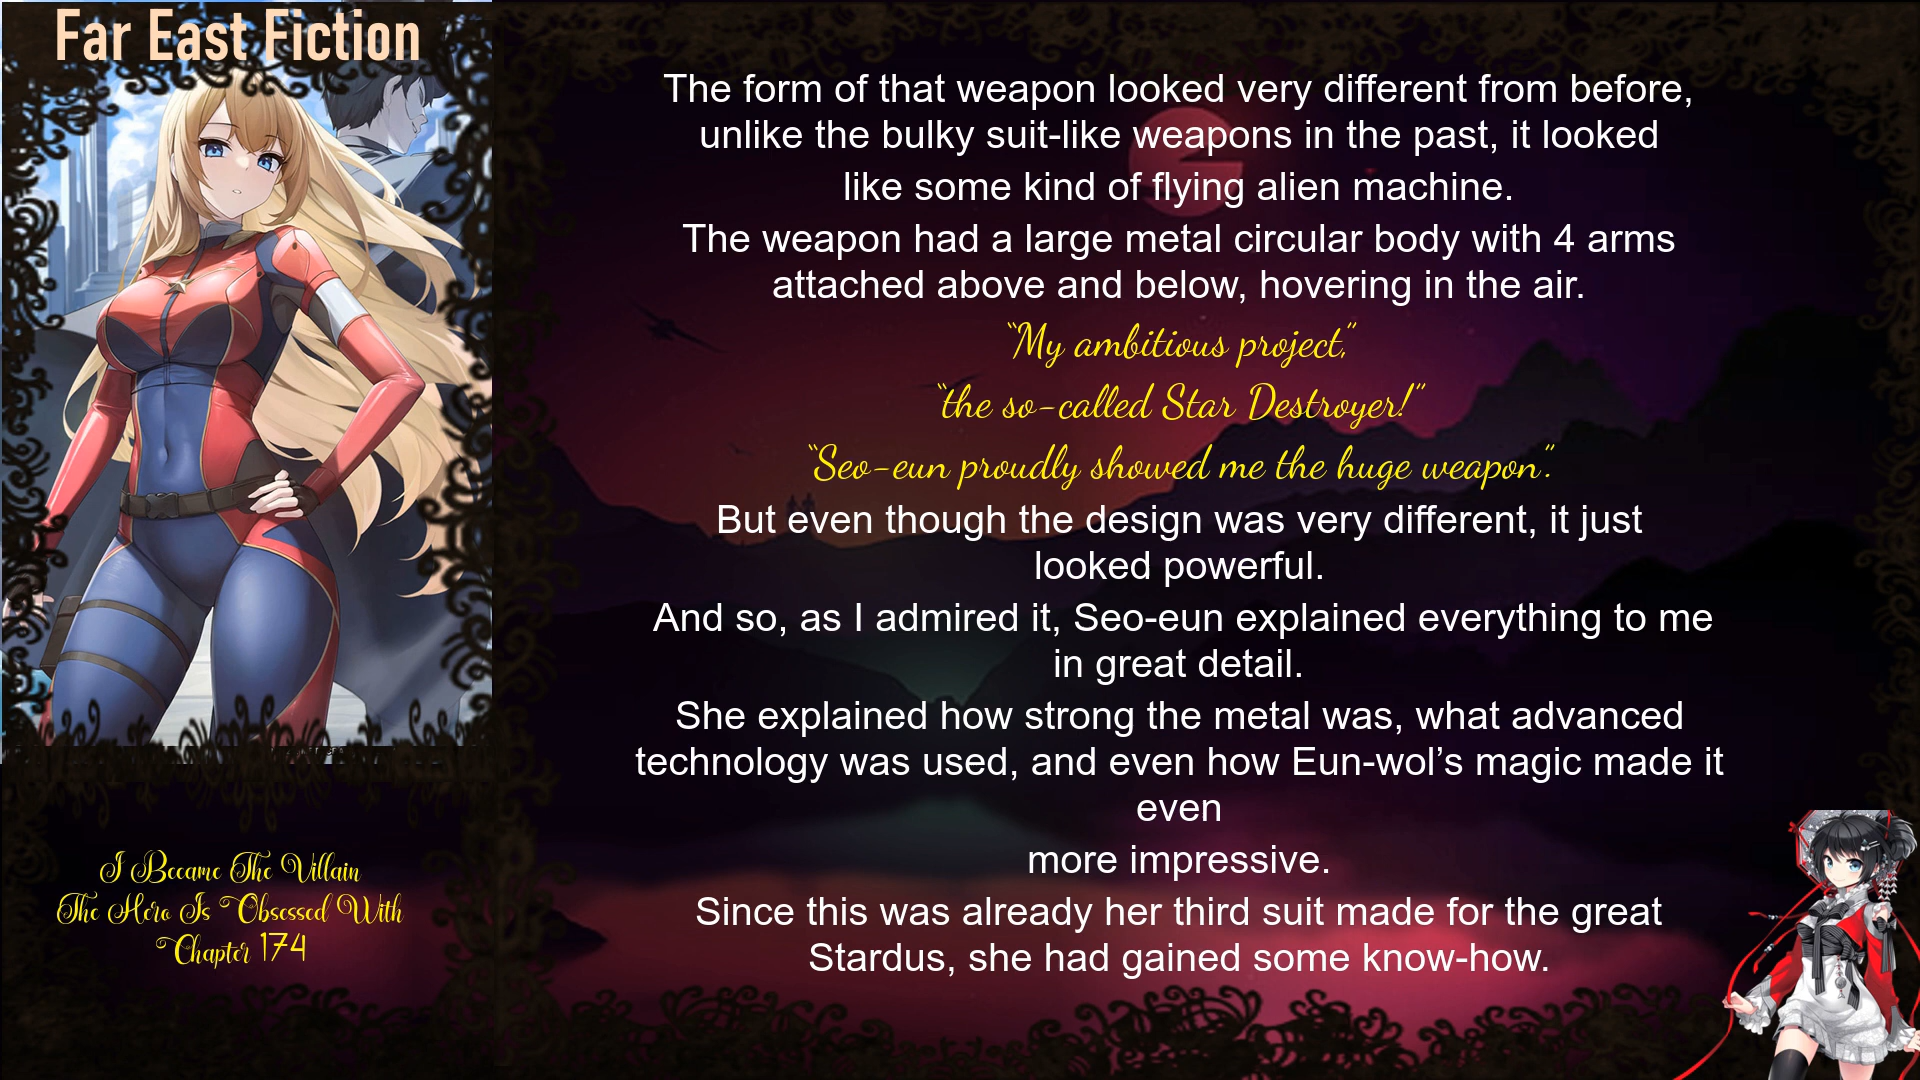 Far East Fiction
The form of that weapon looked very different from before,
unlike the bulky suit-like weapons in the past, it looked
like some kind of flying alien machine.
The weapon had a large metal circular body with 4 arms
attached above and below, hovering in the air.
“My ambitious project,”
“the so-called Star Destroyer!”
“Seo-eun proudly showed me the huge weapon”.
But even though the design was very different, it just
looked powerful.
And so, as I admired it, Seo-eun explained everything to me
in great detail.
She explained how strong the metal was, what advanced
technology was used, and even how Eun-wol’s magic made it
even
more impressive.
Since this was already her third suit made for the great
Stardus, she had gained some know-how.
I Became The Villain
The Hero Is Obsessed With
Chapter 174